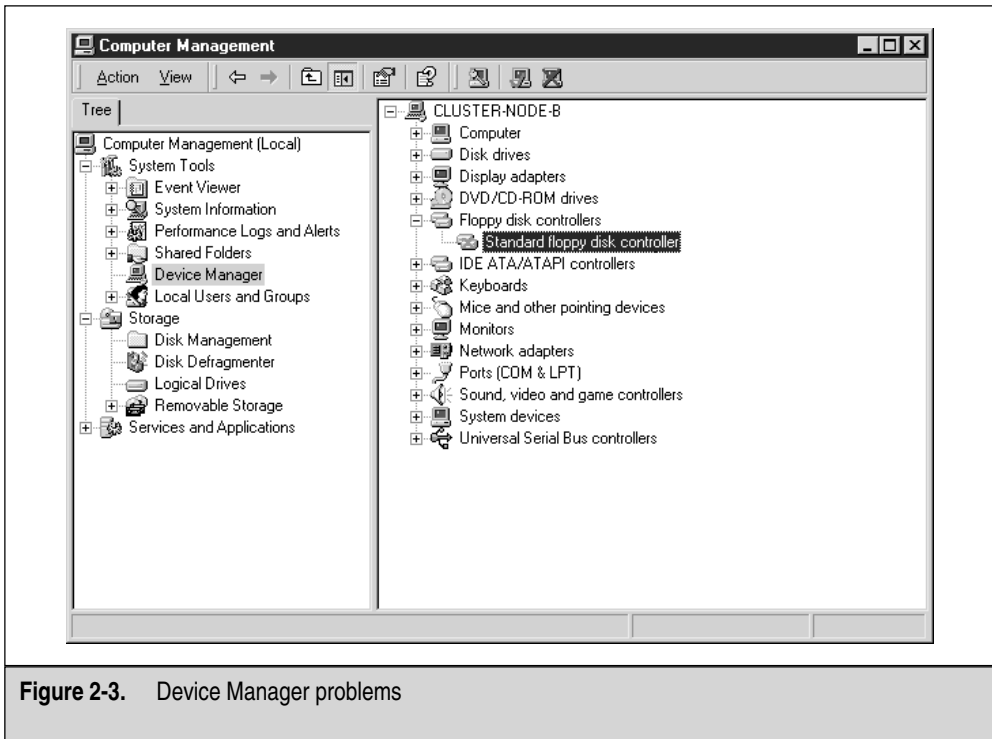 Computer Management
Action View
Tree
Computer Management (Local)
System Tools
Event Viewer
System Information
Performance Logs and Alerts
Shared Folders
Device Manager
Local Users and Groups
Storage
Disk Management
Disk Defragmenter
Logical Drives
Removable Storage
Services and Applications
CLUSTER-NODE-B
Computer
Disk drives
Display adapters
DVD/CD-ROM drives
Floppy disk controllers
Standard floppy disk controller
IDE ATA/ATAPI controllers
Keyboards
Mice and other pointing devices
Monitors
Network adapters
Ports (COM & LPT)
Sound, video and game controllers
System devices
Universal Serial Bus controllers
Figure 2-3. Device Manager problems